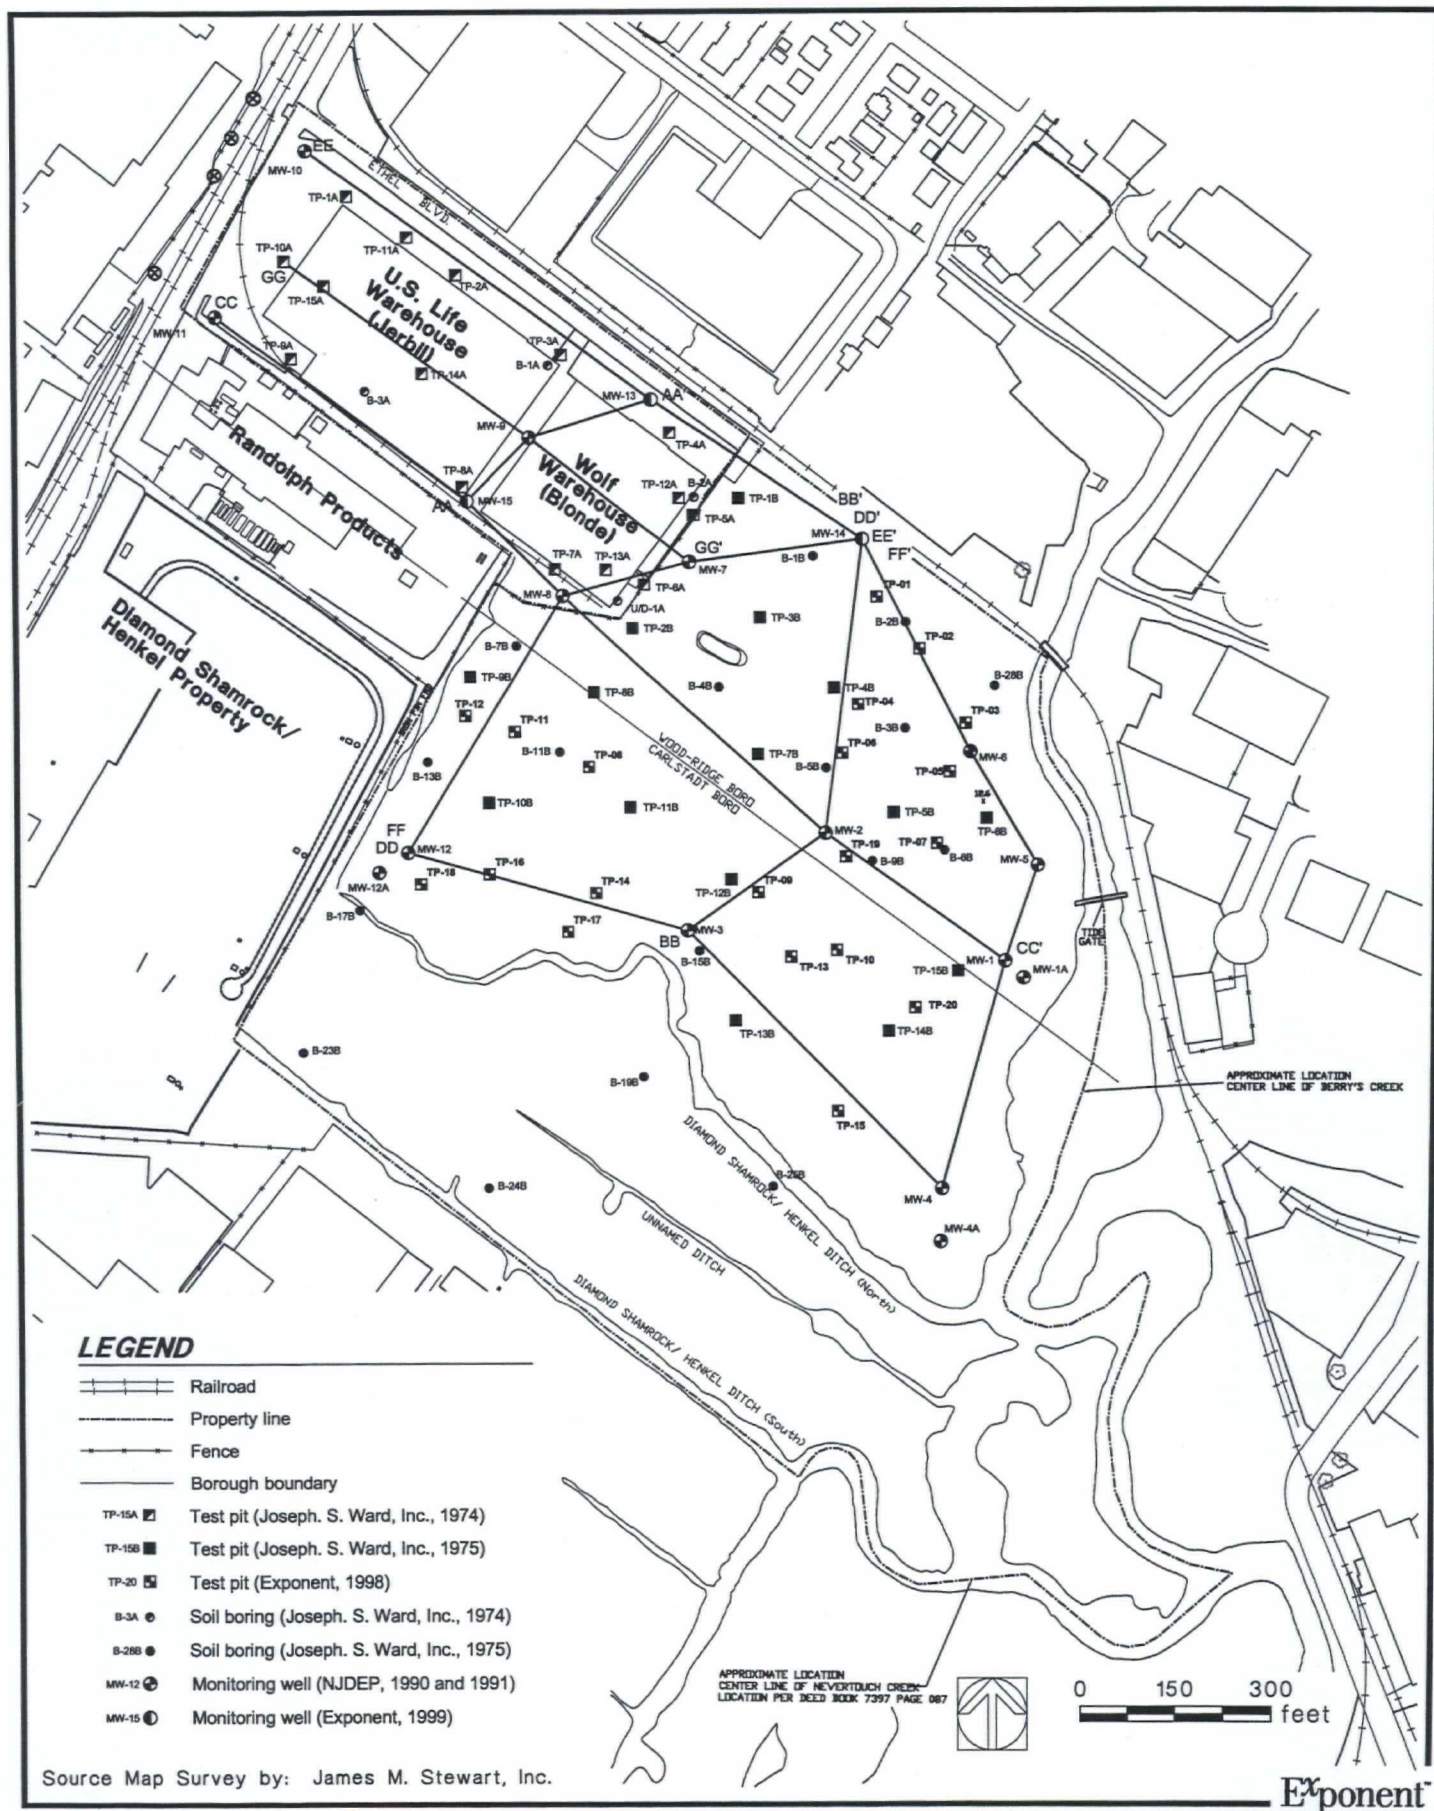 EE
MW-10
ETHEL
BLVD.
TP-1A
TP-10A
TP-11A
GG
TP-15A
TP-2A
U.S. Life
Warehouse
(Jerbil)
CC
MW-11
TP-9A
TP-3A
B-1A
TP-14A
B-3A
MW-13
AA'
MW-9
TP-4A
Randolph Products
Wolf
Warehouse
(Blonde)
TP-8A
AA
MW-15
TP-12A
B-2A
TP-1B
TP-5A
BB'
DD'
MW-14
EE'
FF'
GG'
MW-7
B-1B
TP-7A
TP-13A
TP-6A
MW-8
U/D-1A
TP-01
Diamond Shamrock/
Henkel Property
TP-2B
TP-3B
B-2B
TP-02
B-7B
TP-9B
TP-8B
B-4B
TP-4B
TP-04
B-28B
TP-12
TP-11
TP-03
B-3B
WOOD-RIDGE BORO
CARLSTADT BORO
B-11B
TP-08
TP-7B
TP-06
B-5B
MW-6
TP-05
B-13B
TP-10B
TP-11B
TP-5B
TP-6B
MW-2
TP-07
B-6B
FF
DD
MW-12
TP-19
B-9B
MW-5
MW-12A
TP-18
TP-16
TP-14
TP-12B
TP-09
B-17B
TP-17
BB
MW-3
B-15B
TIDE
GATE
TP-13
TP-10
CC'
MW-1
MW-1A
TP-15B
TP-20
TP-13B
TP-14B
B-23B
B-19B
APPROXIMATE LOCATION
CENTER LINE OF BERRY'S CREEK
TP-15
B-24B
MW-4
MW-4A
DIAMOND SHAMROCK/ HENKEL DITCH (North)
UNNAMED DITCH
DIAMOND SHAMROCK/ HENKEL DITCH (South)
LEGEND
Railroad
Property line
Fence
Borough boundary
TP-15A Test pit (Joseph. S. Ward, Inc., 1974)
TP-15B Test pit (Joseph. S. Ward, Inc., 1975)
TP-20 Test pit (Exponent, 1998)
B-3A Soil boring (Joseph. S. Ward, Inc., 1974)
B-28B Soil boring (Joseph. S. Ward, Inc., 1975)
MW-12 Monitoring well (NJDEP, 1990 and 1991)
MW-15 Monitoring well (Exponent, 1999)
APPROXIMATE LOCATION
CENTER LINE OF NEVERTOUCH CREEK
LOCATION PER DEED BOOK 7397 PAGE 087
0 150 300
feet
Source Map Survey by: James M. Stewart, Inc.
Exponent